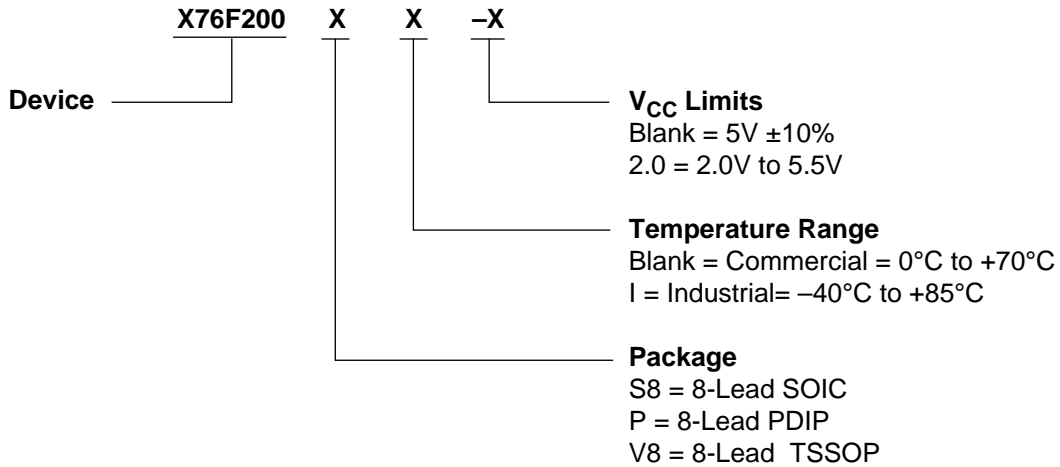 X76F200 X X –X
Device
VCC Limits
Blank = 5V ±10%
2.0 = 2.0V to 5.5V
Temperature Range
Blank = Commercial = 0°C to +70°C
I = Industrial= –40°C to +85°C
Package
S8 = 8-Lead SOIC
P = 8-Lead PDIP
V8 = 8-Lead TSSOP